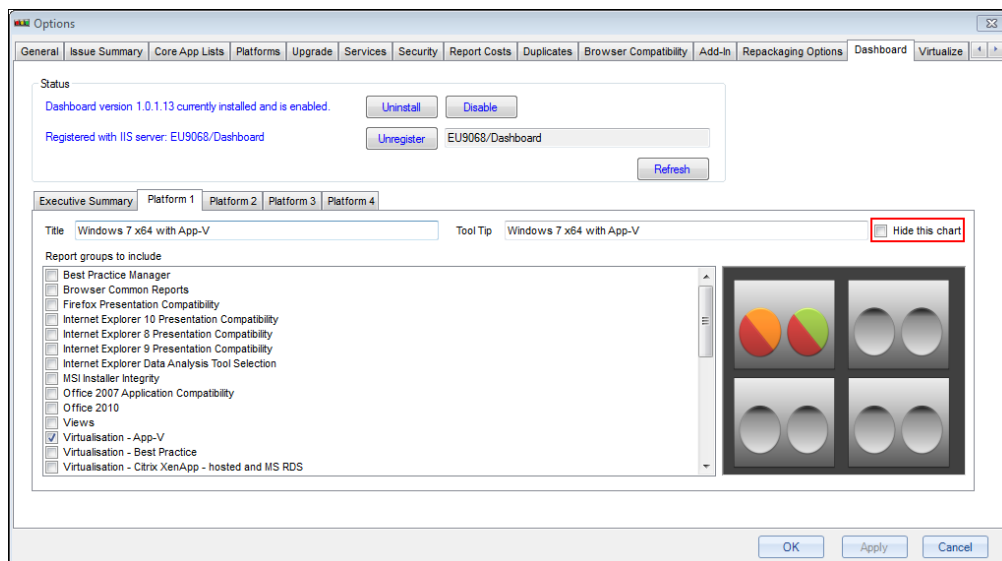 Options
General Issue Summary Core App Lists Platforms Upgrade Services Security Report Costs Duplicates Browser Compatibility Add-In Repackaging Options Dashboard Virtualize
Status
Dashboard version 1.0.1.13 currently installed and is enabled. Uninstall Disable
Registered with IIS server: EU9068/Dashboard Unregister EU9068/Dashboard
Refresh
Executive Summary Platform 1 Platform 2 Platform 3 Platform 4
Title Windows 7 x64 with App-V Tool Tip Windows 7 x64 with App-V Hide this chart
Report groups to include
Best Practice Manager
Browser Common Reports
Firefox Presentation Compatibility
Internet Explorer 10 Presentation Compatibility
Internet Explorer 8 Presentation Compatibility
Internet Explorer 9 Presentation Compatibility
Internet Explorer Data Analysis Tool Selection
MSI Installer Integrity
Office 2007 Application Compatibility
Office 2010
Views
Virtualisation - App-V
Virtualisation - Best Practice
Virtualisation - Citrix XenApp - hosted and MS RDS
OK Apply Cancel